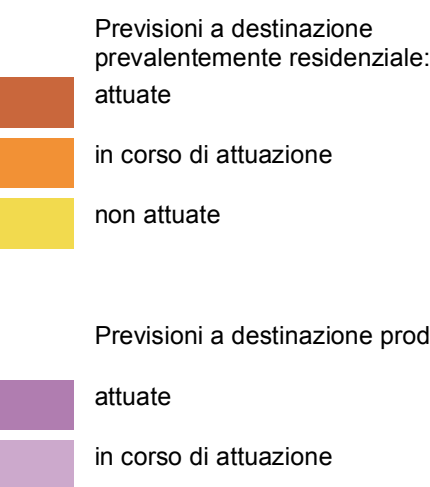 Previsioni a destinazione
prevalentemente residenziale:
attuate
in corso di attuazione
non attuate
Previsioni a destinazione prod
attuate
in corso di attuazione